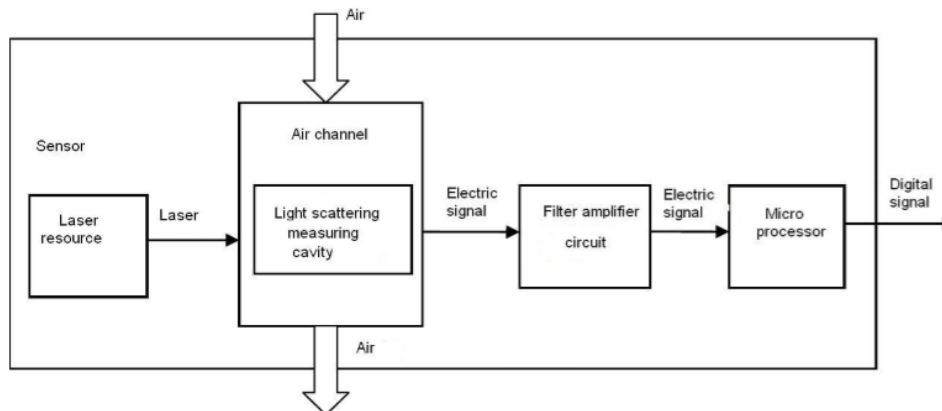 Air
Sensor
Laser
resource
Laser
Air channel
Light scattering
measuring
cavity
Electric
signal
Filter amplifier
circuit
Electric
signal
Micro
processor
Digital
signal
Air